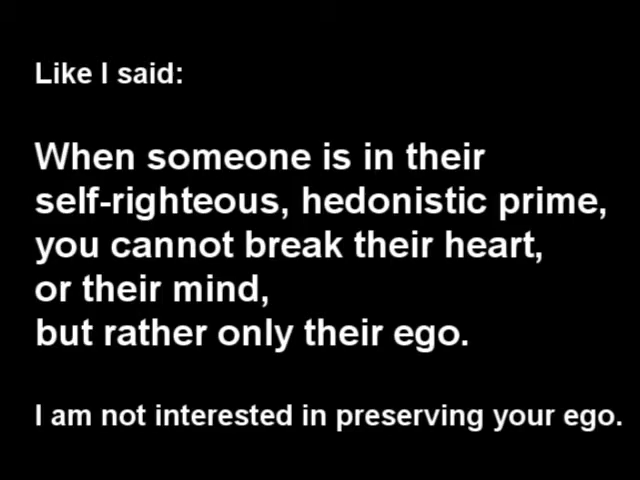 Like I said:
When someone is in their
self-righteous, hedonistic prime,
you cannot break their heart,
or their mind,
but rather only their ego.
I am not interested in preserving your ego.